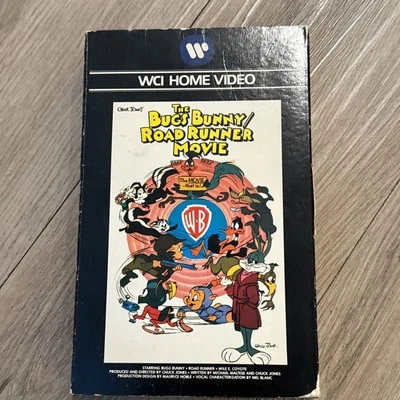 WCI HOME VIDEO
CHUCK JONES
THE
BUGS BUNNY/
ROAD RUNNER
MOVIE
W·B
Chuck Jones
STARRING BUGS BUNNY • ROAD RUNNER • WILE E. COYOTE
PRODUCED AND DIRECTED BY CHUCK JONES • WRITTEN BY MICHAEL MALTESE AND CHUCK JONES
PRODUCTION DESIGN BY MAURICE NOBLE • VOCAL CHARACTERIZATION BY MEL BLANC